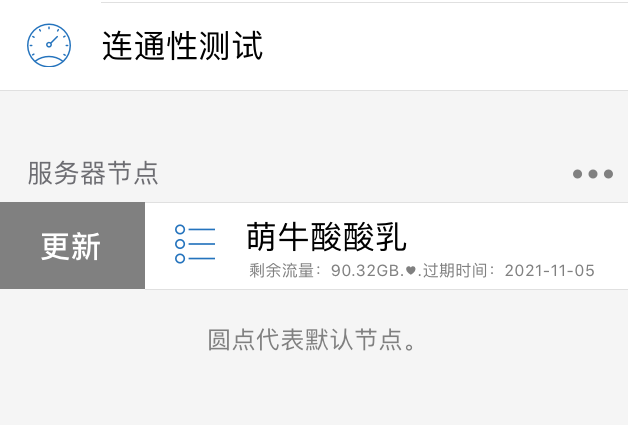 连通性测试
服务器节点
更新
萌牛酸酸乳
剩余流量：90.32GB.♥.过期时间：2021-11-05
圆点代表默认节点。